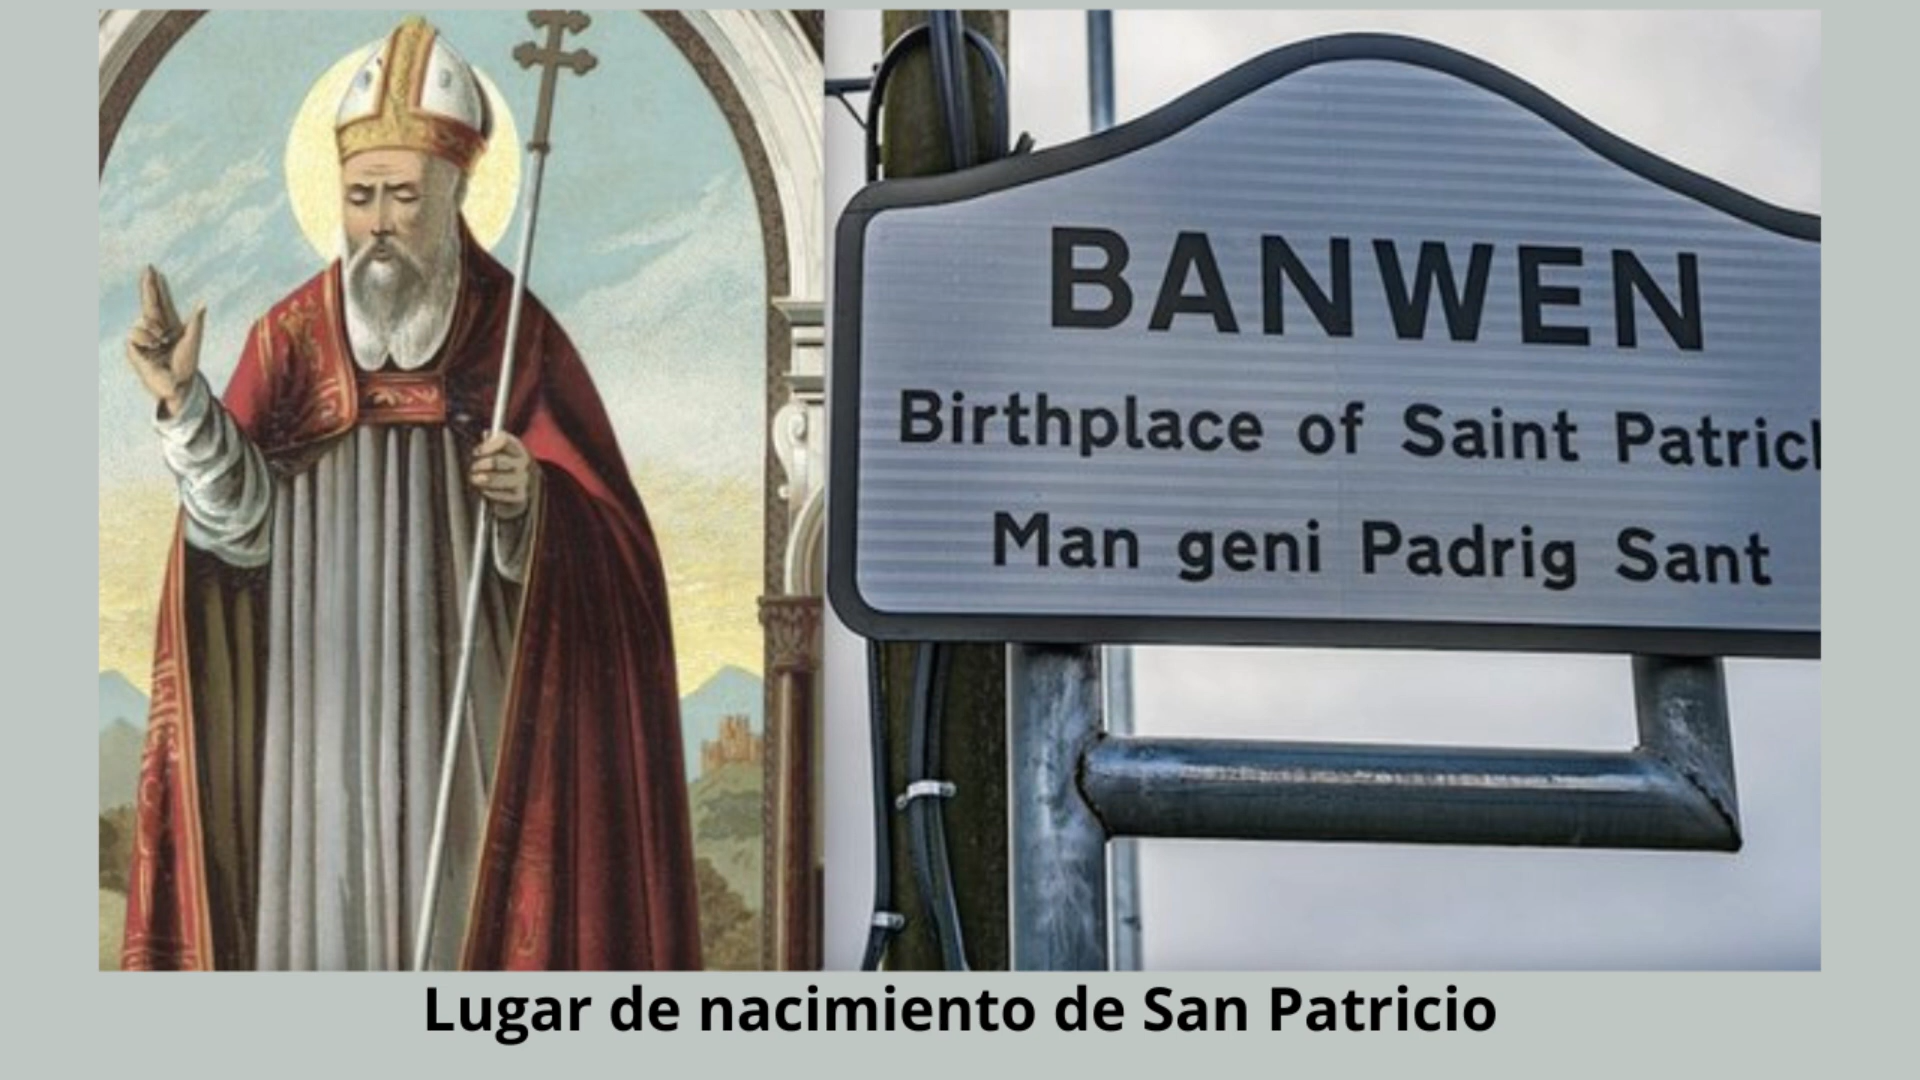 BANWEN
Birthplace of Saint Patric
Man geni Padrig Sant
Lugar de nacimiento de San Patricio